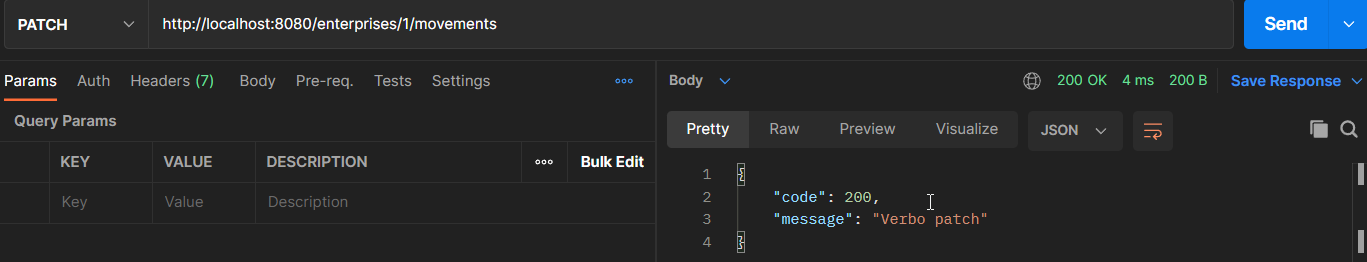 PATCH http://localhost:8080/enterprises/1/movements Send
Params Auth Headers (7) Body Pre-req. Tests Settings
Query Params
KEY VALUE DESCRIPTION Bulk Edit
Key Value Description
Body 200 OK 4 ms 200 B Save Response
Pretty Raw Preview Visualize JSON
1 {
2 "code": 200,
3 "message": "Verbo patch"
4 }